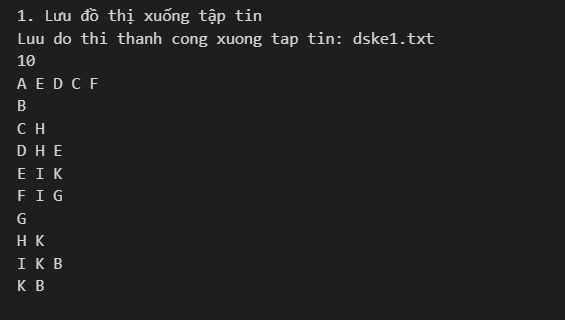 1. Lưu đồ thị xuống tập tin
Luu do thi thanh cong xuong tap tin: dske1.txt
10
A E D C F
B
C H
D H E
E I K
F I G
G
H K
I K B
K B